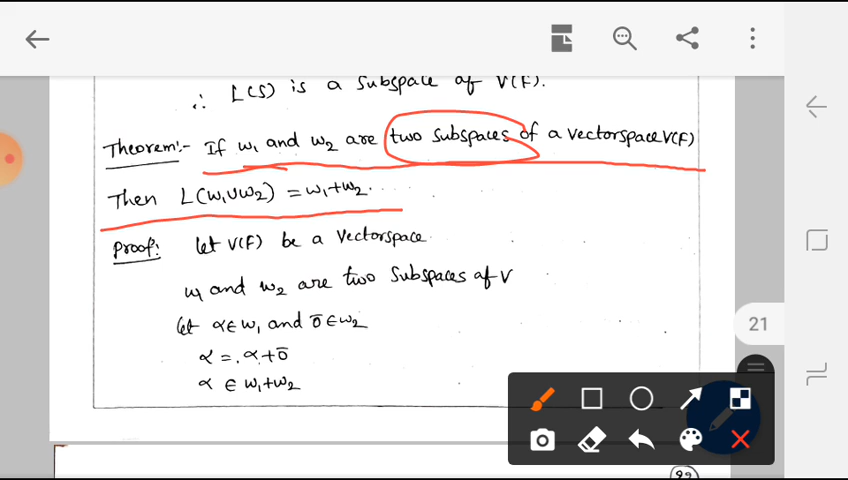 ∴ L(S) is a Subspace of V(F).
Theorem:- If w₁ and w₂ are two subspaces of a vectorspace V(F)
Then L(w₁∪w₂) = w₁+w₂.
Proof: Let V(F) be a vectorspace
w₁ and w₂ are two Subspaces of V
let α∈w₁ and ō∈w₂
α = α+ō
α ∈ w₁+w₂
21
22